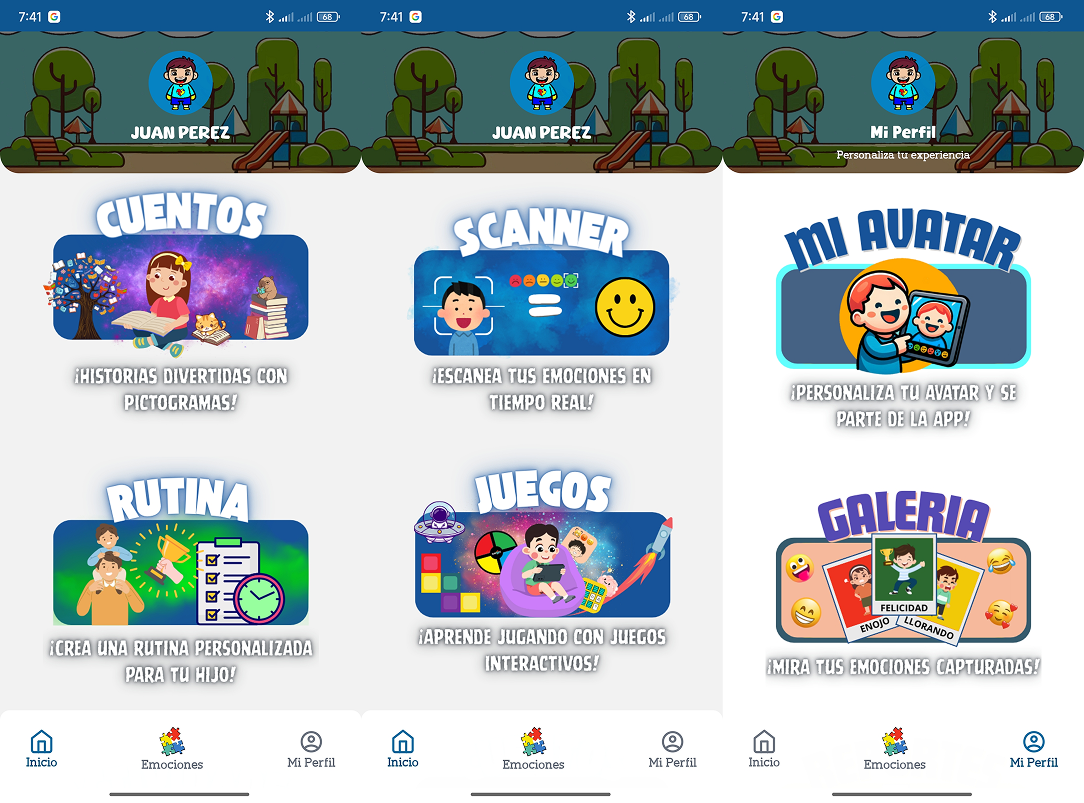 7:41
68
JUAN PEREZ
CUENTOS
¡HISTORIAS DIVERTIDAS CON
PICTOGRAMAS!
RUTINA
¡CREA UNA RUTINA PERSONALIZADA
PARA TU HIJO!
Inicio
Emociones
Mi Perfil
7:41
68
JUAN PEREZ
SCANNER
¡ESCANEA TUS EMOCIONES EN
TIEMPO REAL!
JUEGOS
¡APRENDE JUGANDO CON JUEGOS
INTERACTIVOS!
Inicio
Emociones
Mi Perfil
7:41
68
Mi Perfil
Personaliza tu experiencia
MI AVATAR
¡PERSONALIZA TU AVATAR Y SE
PARTE DE LA APP!
GALERIA
FELICIDAD
ENOJO
LLORANDO
¡MIRA TUS EMOCIONES CAPTURADAS!
Inicio
Emociones
Mi Perfil